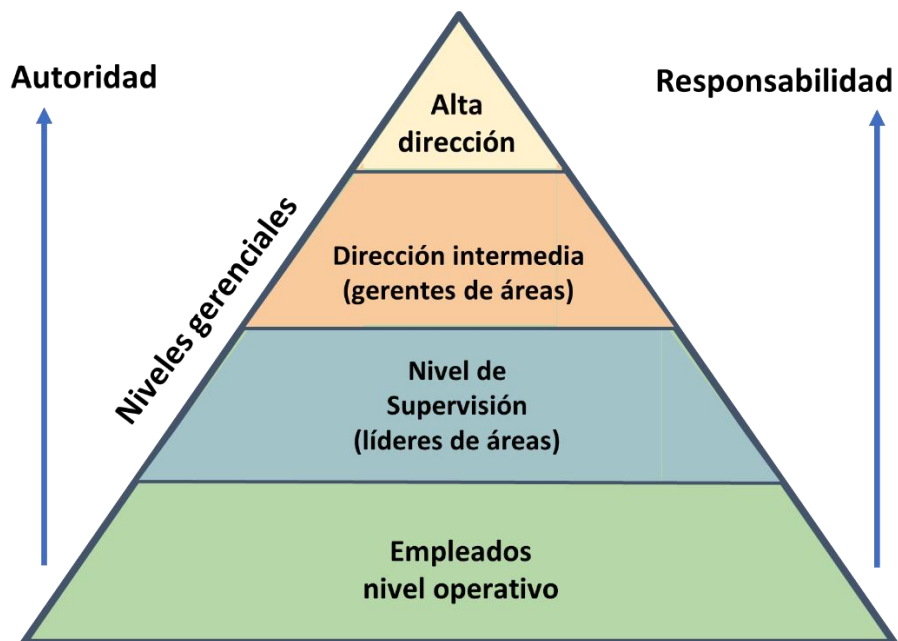 Autoridad
Responsabilidad
Niveles gerenciales
Alta
dirección
Dirección intermedia
(gerentes de áreas)
Nivel de
Supervisión
(líderes de áreas)
Empleados
nivel operativo